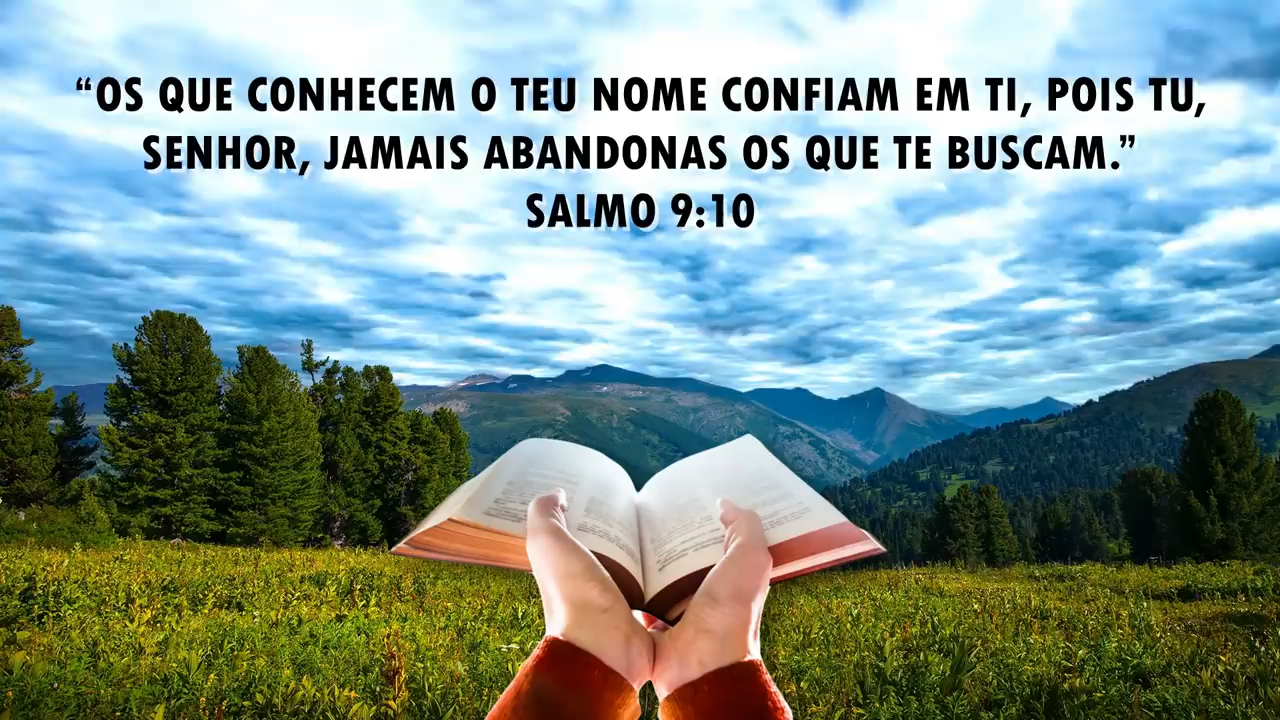 “OS QUE CONHECEM O TEU NOME CONFIAM EM TI, POIS TU,
SENHOR, JAMAIS ABANDONAS OS QUE TE BUSCAM.”
SALMO 9:10